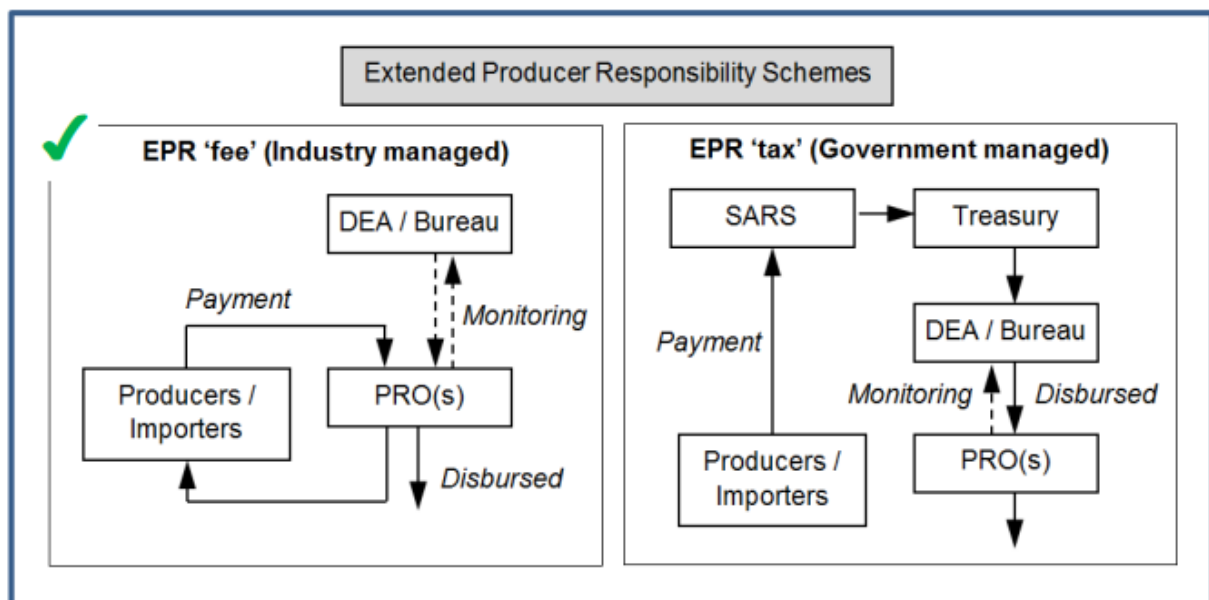 Extended Producer Responsibility Schemes
EPR ‘fee’ (Industry managed)
DEA / Bureau
Payment
Monitoring
Producers /
Importers
PRO(s)
Disbursed
EPR ‘tax’ (Government managed)
SARS
Treasury
Payment
DEA / Bureau
Monitoring
Disbursed
Producers /
Importers
PRO(s)